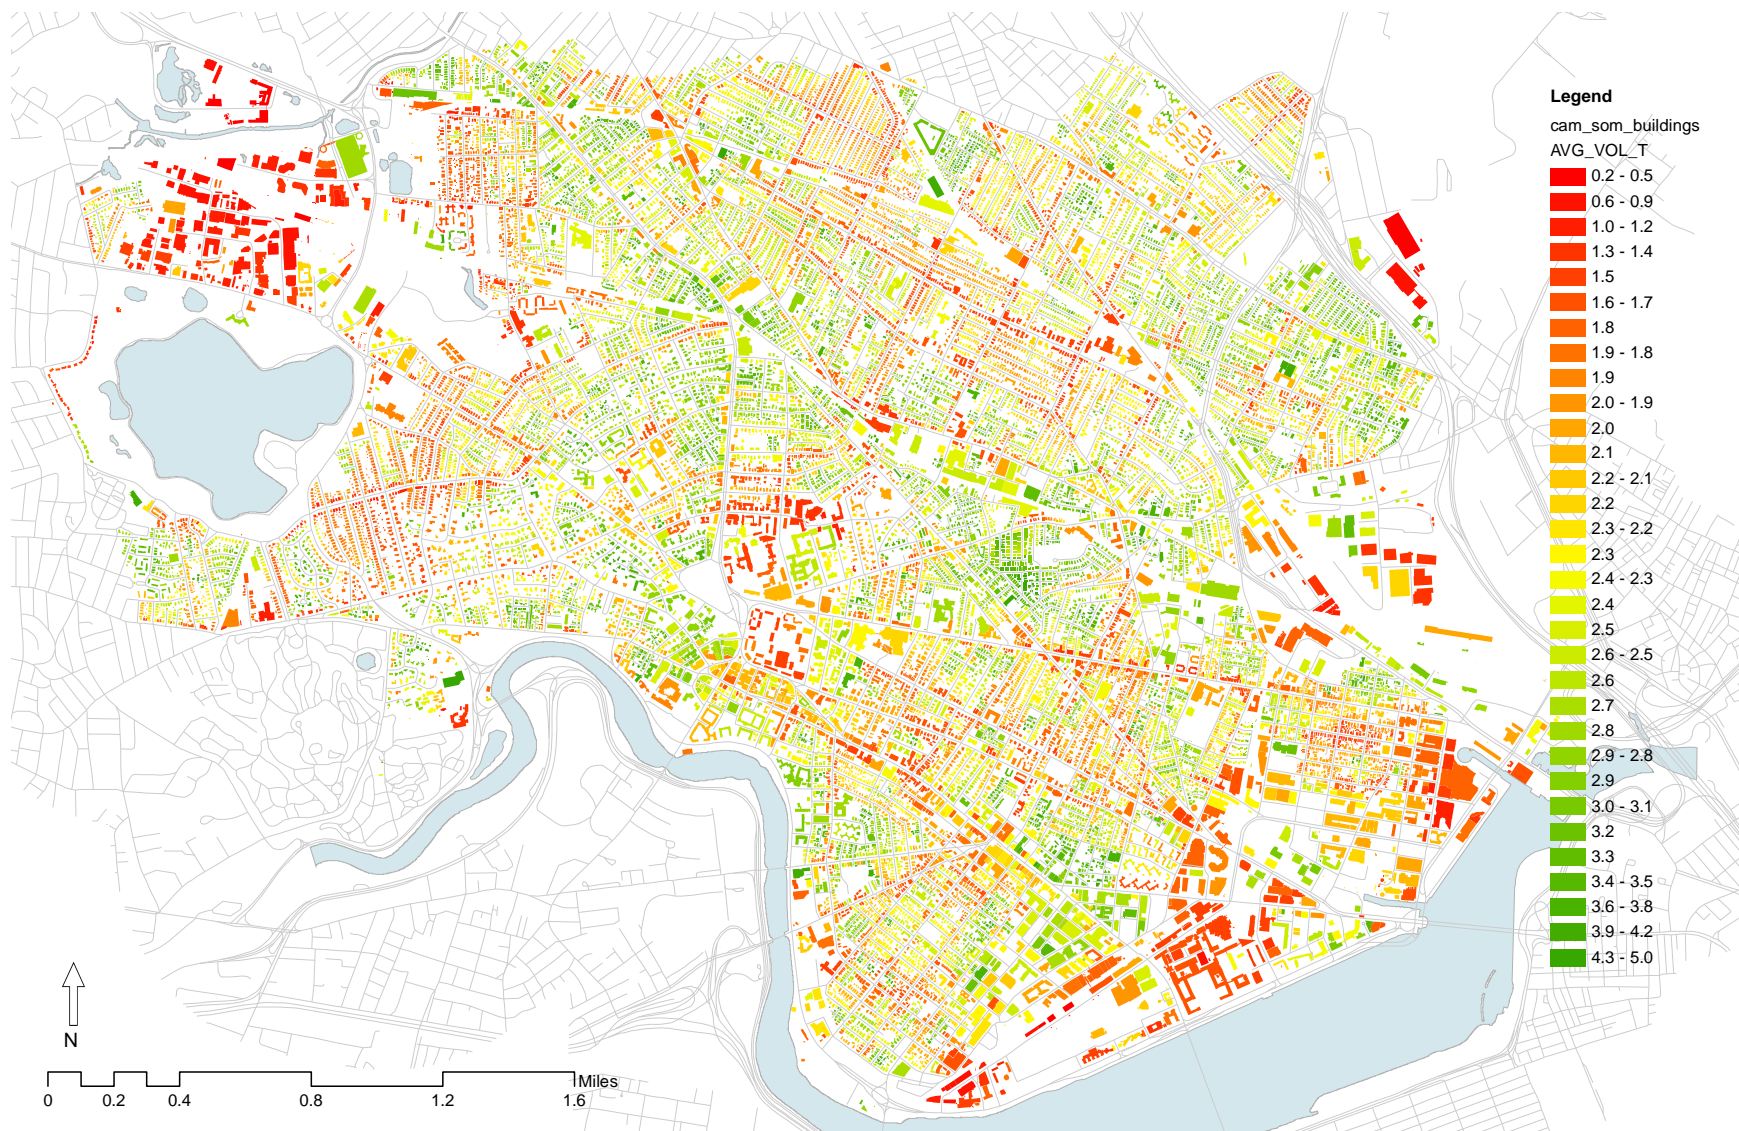 Legend
cam_som_buildings
AVG_VOL_T
0.2 - 0.5
0.6 - 0.9
1.0 - 1.2
1.3 - 1.4
1.5
1.6 - 1.7
1.8
1.9 - 1.8
1.9
2.0 - 1.9
2.0
2.1
2.2 - 2.1
2.2
2.3 - 2.2
2.3
2.4 - 2.3
2.4
2.5
2.6 - 2.5
2.6
2.7
2.8
2.9 - 2.8
2.9
3.0 - 3.1
3.2
3.3
3.4 - 3.5
3.6 - 3.8
3.9 - 4.2
4.3 - 5.0
N
Miles
0 0.2 0.4 0.8 1.2 1.6